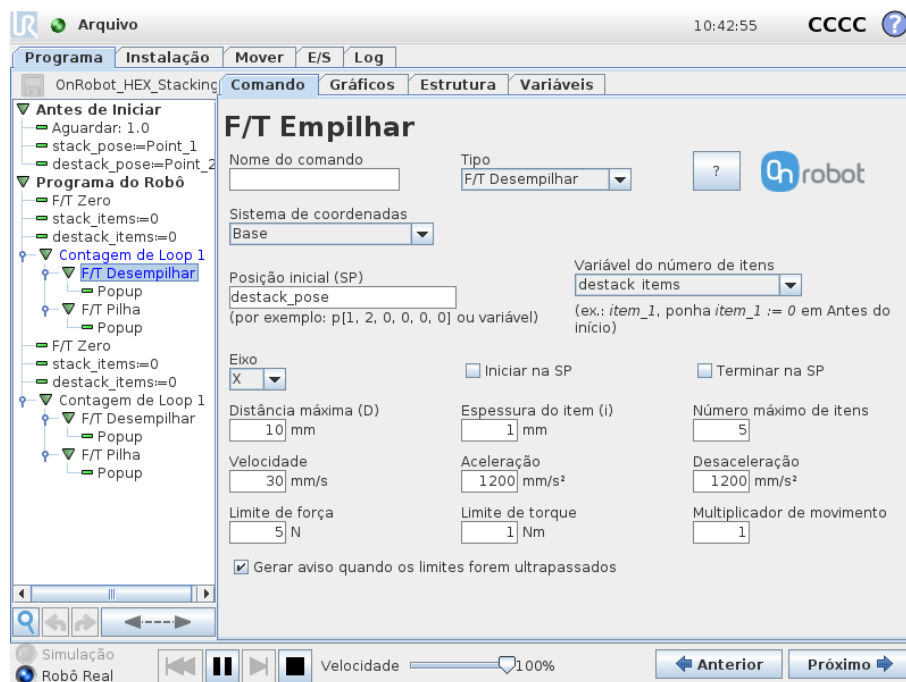 UR Arquivo 10:42:55 CCCC ?
Programa Instalação Mover E/S Log
OnRobot_HEX_Stacking Comando Gráficos Estrutura Variáveis
Antes de Iniciar
Aguardar: 1.0
stack_pose:=Point_1
destack_pose:=Point_2
Programa do Robô
F/T Zero
stack_items:=0
destack_items:=0
Contagem de Loop 1
F/T Desempilhar
Popup
F/T Pilha
Popup
F/T Zero
stack_items:=0
destack_items:=0
Contagem de Loop 1
F/T Desempilhar
Popup
F/T Pilha
Popup
F/T Empilhar
Nome do comando Tipo
F/T Desempilhar ? On robot
Sistema de coordenadas
Base
Posição inicial (SP) Variável do número de itens
destack_pose destack items
(por exemplo: p[1, 2, 0, 0, 0, 0] ou variável) (ex.: item_1, ponha item_1 := 0 em Antes do
início)
Eixo
X Iniciar na SP Terminar na SP
Distância máxima (D) Espessura do item (i) Número máximo de itens
10 mm 1 mm 5
Velocidade Aceleração Desaceleração
30 mm/s 1200 mm/s² 1200 mm/s²
Limite de força Limite de torque Multiplicador de movimento
5 N 1 Nm 1
Gerar aviso quando os limites forem ultrapassados
Simulação
Robô Real
Velocidade 100% Anterior Próximo